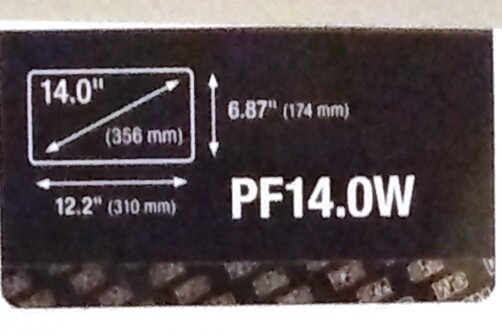 14.0"
(356 mm)
6.87" (174 mm)
12.2" (310 mm)
PF14.0W